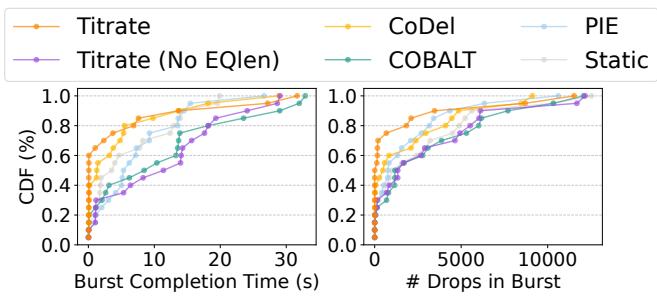 Titrate
CoDel
PIE
Titrate (No EQlen)
COBALT
Static
CDF (%)
1.0
0.8
0.6
0.4
0.2
0.0
0
10
20
30
Burst Completion Time (s)
1.0
0.8
0.6
0.4
0.2
0.0
0
5000
10000
# Drops in Burst